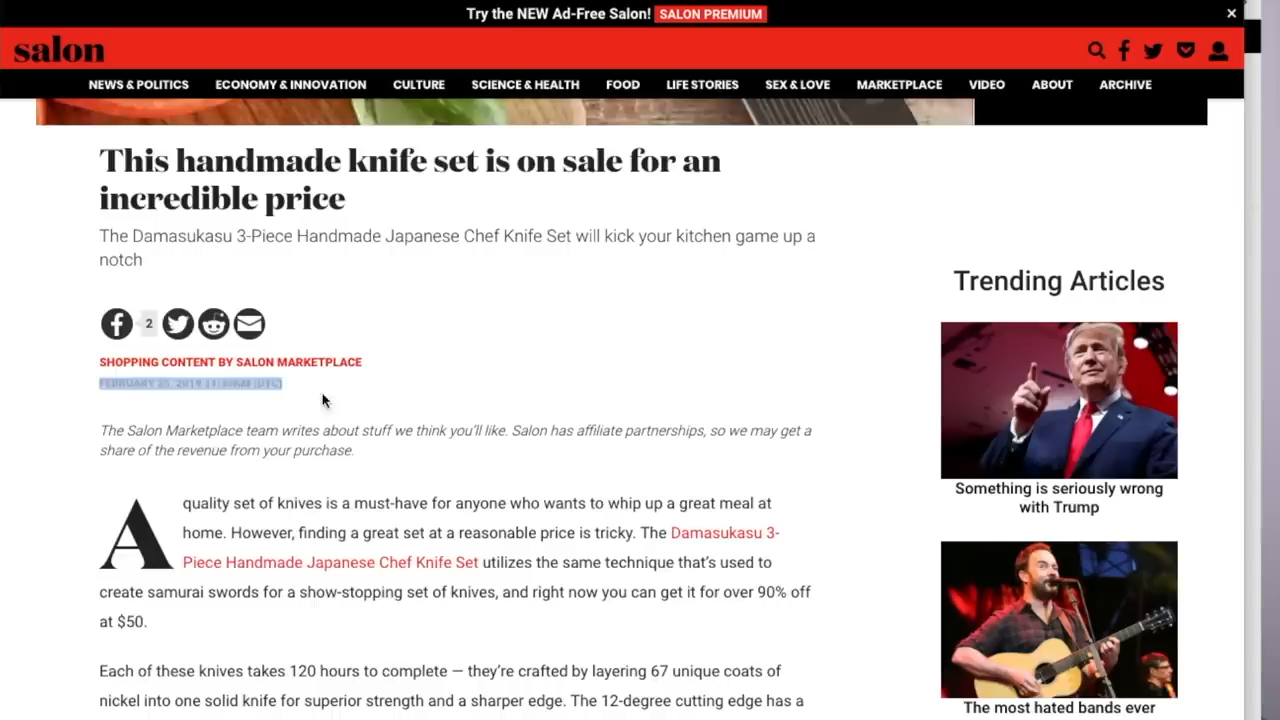 Try the NEW Ad-Free Salon! SALON PREMIUM ✕
salon
NEWS & POLITICS ECONOMY & INNOVATION CULTURE SCIENCE & HEALTH FOOD LIFE STORIES SEX & LOVE MARKETPLACE VIDEO ABOUT ARCHIVE
This handmade knife set is on sale for an
incredible price
The Damasukasu 3-Piece Handmade Japanese Chef Knife Set will kick your kitchen game up a
notch
2
SHOPPING CONTENT BY SALON MARKETPLACE
FEBRUARY (UTC)
The Salon Marketplace team writes about stuff we think you'll like. Salon has affiliate partnerships, so we may get a
share of the revenue from your purchase.
A quality set of knives is a must-have for anyone who wants to whip up a great meal at
home. However, finding a great set at a reasonable price is tricky. The Damasukasu 3-
Piece Handmade Japanese Chef Knife Set utilizes the same technique that's used to
create samurai swords for a show-stopping set of knives, and right now you can get it for over 90% off
at $50.
Each of these knives takes 120 hours to complete — they're crafted by layering 67 unique coats of
nickel into one solid knife for superior strength and a sharper edge. The 12-degree cutting edge has a
Trending Articles
Something is seriously wrong
with Trump
The most hated bands ever